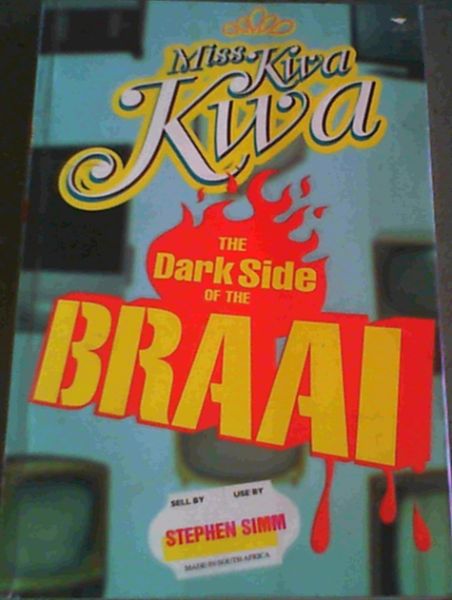 Miss Kwa
Kwa
THE
Dark Side
OF THE
BRAAI
SELL BY USE BY
STEPHEN SIMM
MADE IN SOUTH AFRICA